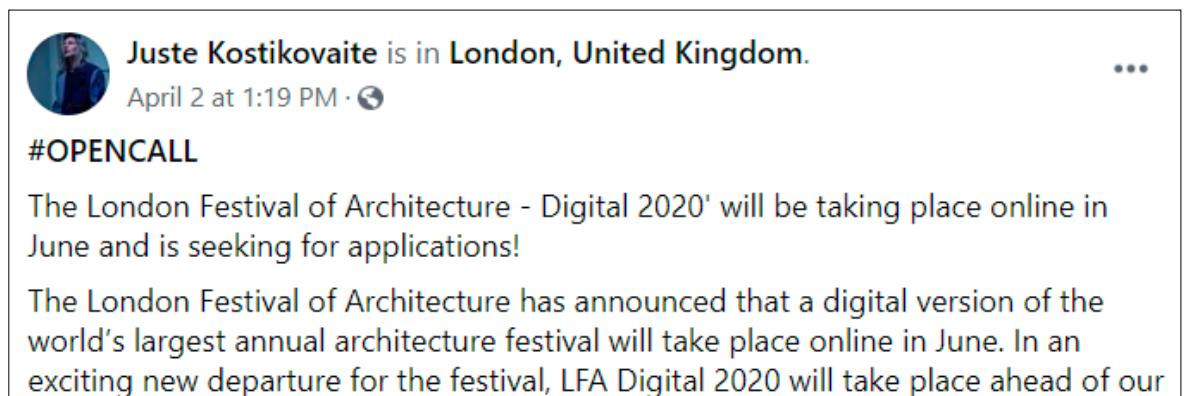 Juste Kostikovaite is in London, United Kingdom.
April 2 at 1:19 PM ·
#OPENCALL
The London Festival of Architecture - Digital 2020' will be taking place online in
June and is seeking for applications!
The London Festival of Architecture has announced that a digital version of the
world’s largest annual architecture festival will take place online in June. In an
exciting new departure for the festival, LFA Digital 2020 will take place ahead of our